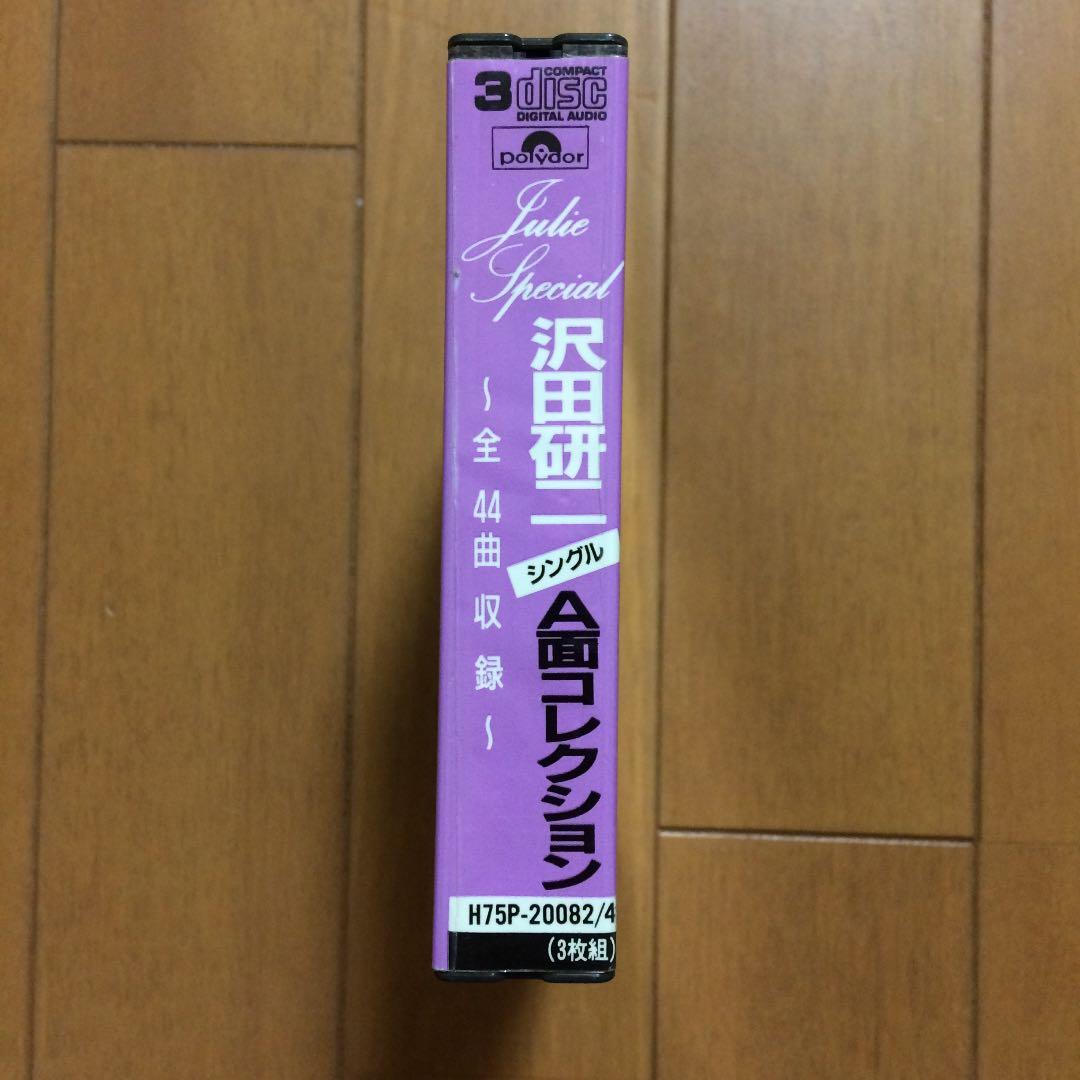 3 COMPACT
disc
DIGITAL AUDIO
polydor
Julie
Special
沢田研二
シングル
A面コレクション
～全44曲収録～
H75P-20082/4
(3枚組)